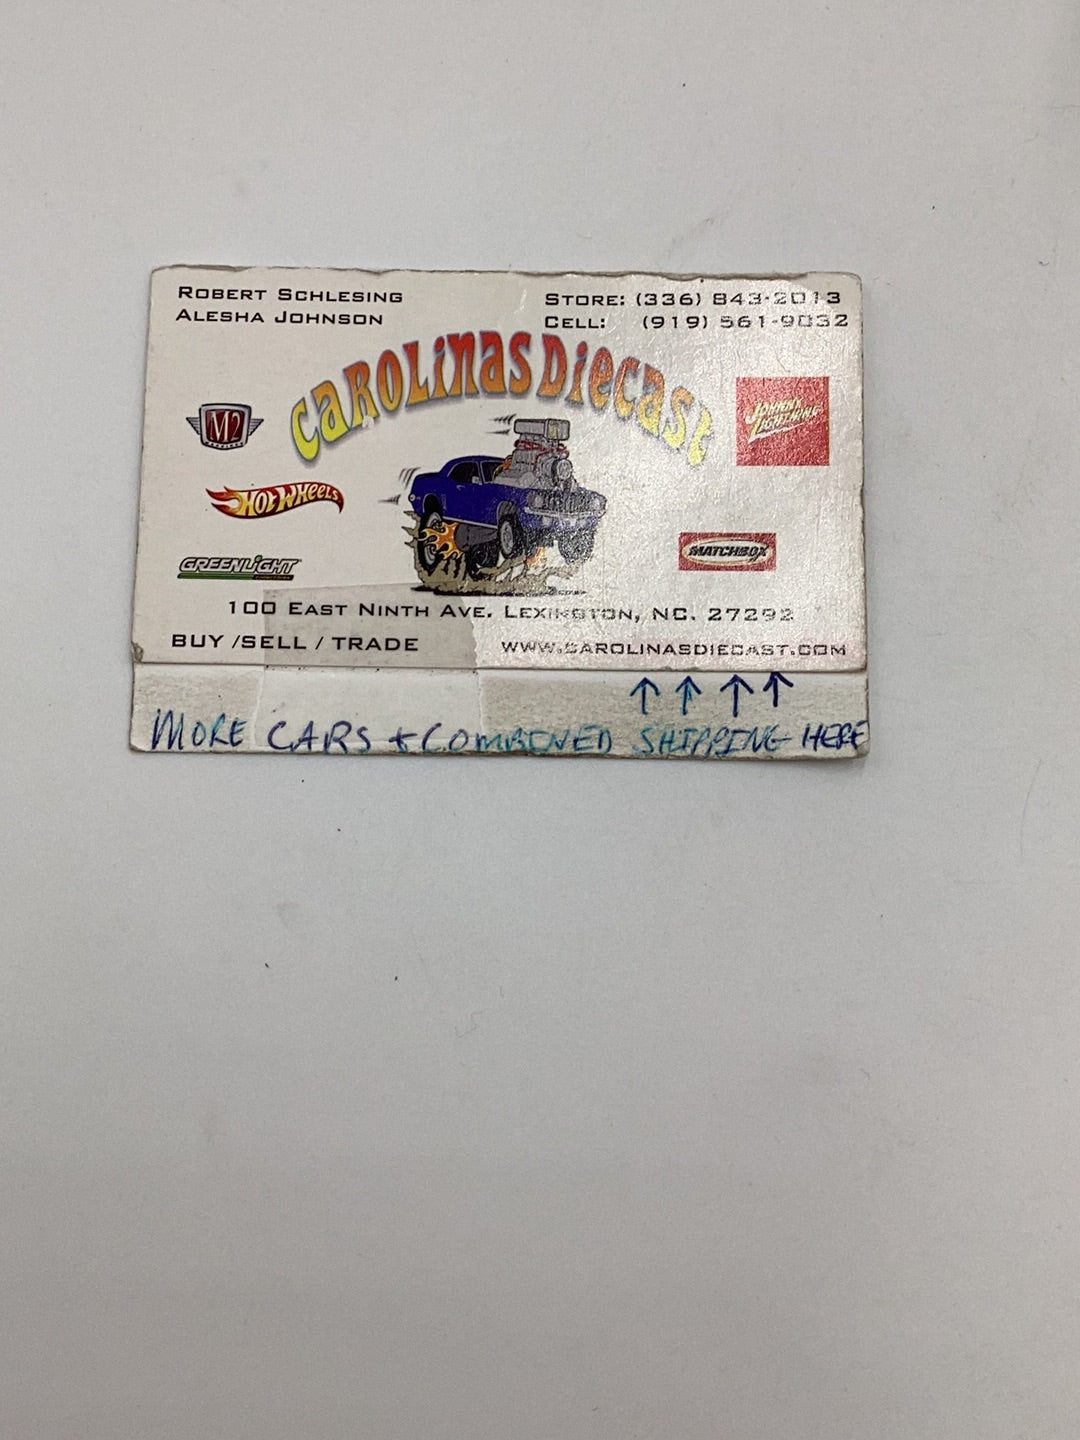 ROBERT SCHLESING
ALESHA JOHNSON
STORE: (336) 843-2013
CELL: (919) 561-9032
CAROLINAS DIECAST
M2
HOT WHEELS
GREENLIGHT
JOHNNY LIGHTNING
MATCHBOX
100 EAST NINTH AVE. LEXINGTON, NC. 27292
BUY /SELL / TRADE
WWW.CAROLINASDIECAST.COM
↑ ↑ ↑ ↑
MORE CARS + COMBINED SHIPPING HERE